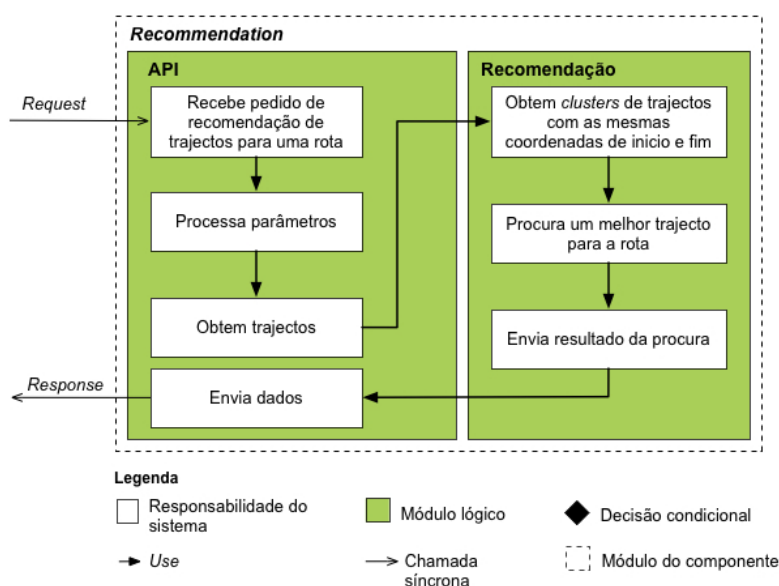 Recommendation
API
Request
Recebe pedido de
recomendação de
trajectos para uma rota
Processa parâmetros
Obtem trajectos
Envia dados
Response
Recomendação
Obtem clusters de trajectos
com as mesmas
coordenadas de inicio e fim
Procura um melhor trajecto
para a rota
Envia resultado da procura
Legenda
Responsabilidade do
sistema
Módulo lógico
Decisão condicional
Use
Chamada
síncrona
Módulo do componente